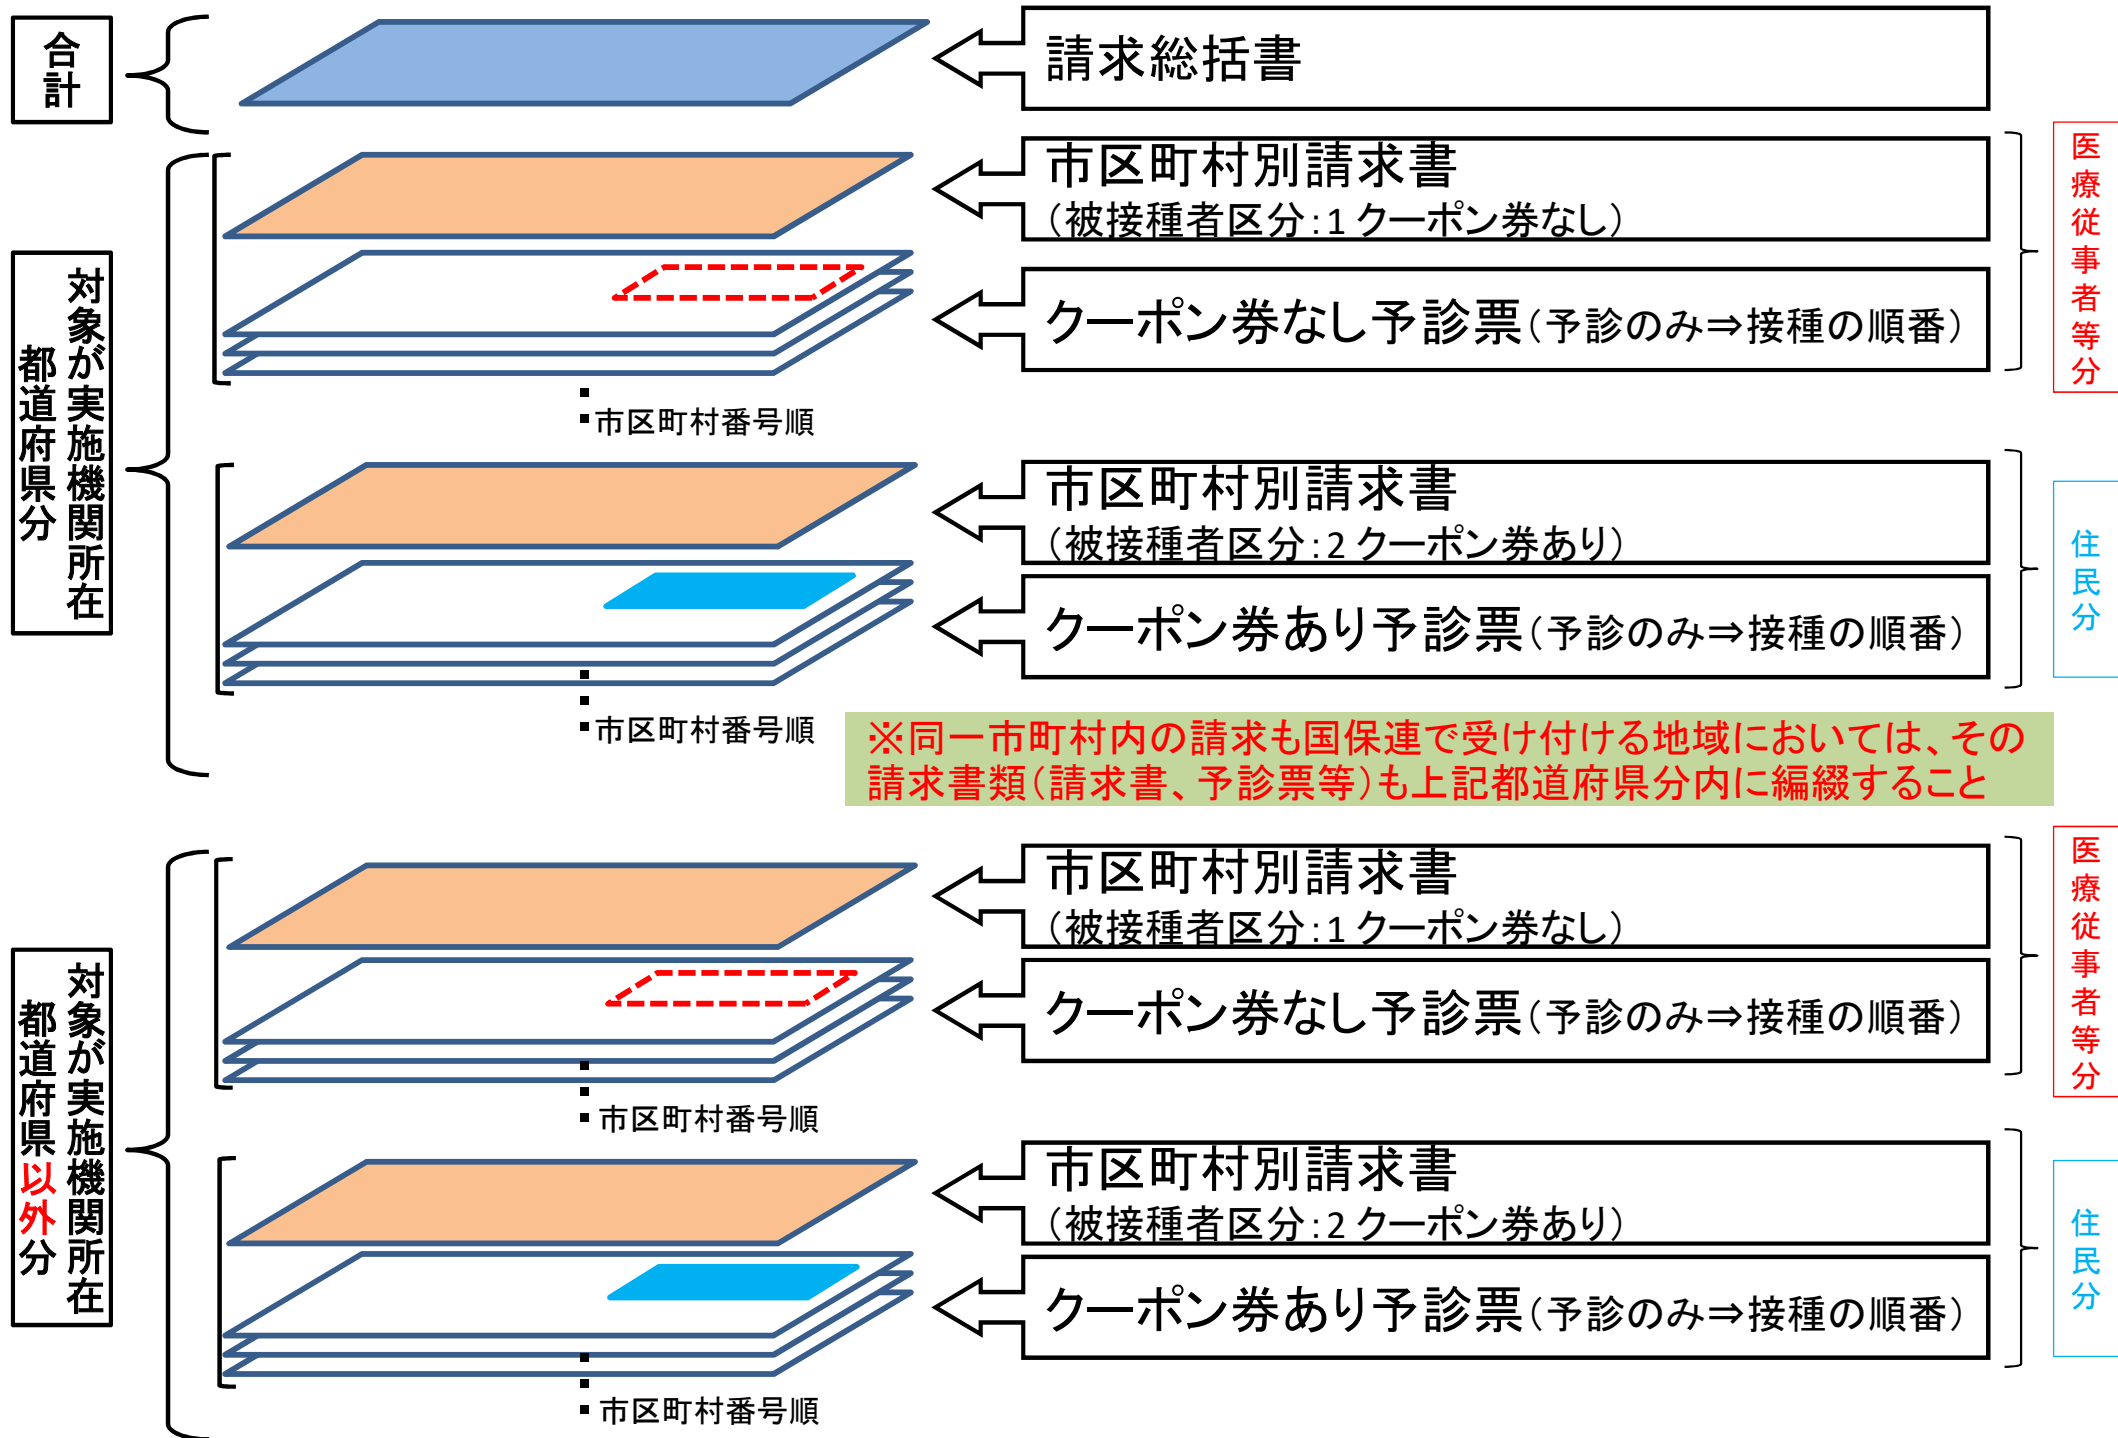 合計
請求総括書
対象が実施機関所在
都道府県分
市区町村別請求書
（被接種者区分：1 クーポン券なし）
クーポン券なし予診票（予診のみ⇒接種の順番）
医療従事者等分
市区町村番号順
市区町村別請求書
（被接種者区分：2 クーポン券あり）
クーポン券あり予診票（予診のみ⇒接種の順番）
住民分
市区町村番号順
※同一市町村内の請求も国保連で受け付ける地域においては、その
請求書類（請求書、予診票等）も上記都道府県分内に編綴すること
対象が実施機関所在
都道府県以外分
市区町村別請求書
（被接種者区分：1 クーポン券なし）
クーポン券なし予診票（予診のみ⇒接種の順番）
医療従事者等分
市区町村番号順
市区町村別請求書
（被接種者区分：2 クーポン券あり）
クーポン券あり予診票（予診のみ⇒接種の順番）
住民分
市区町村番号順